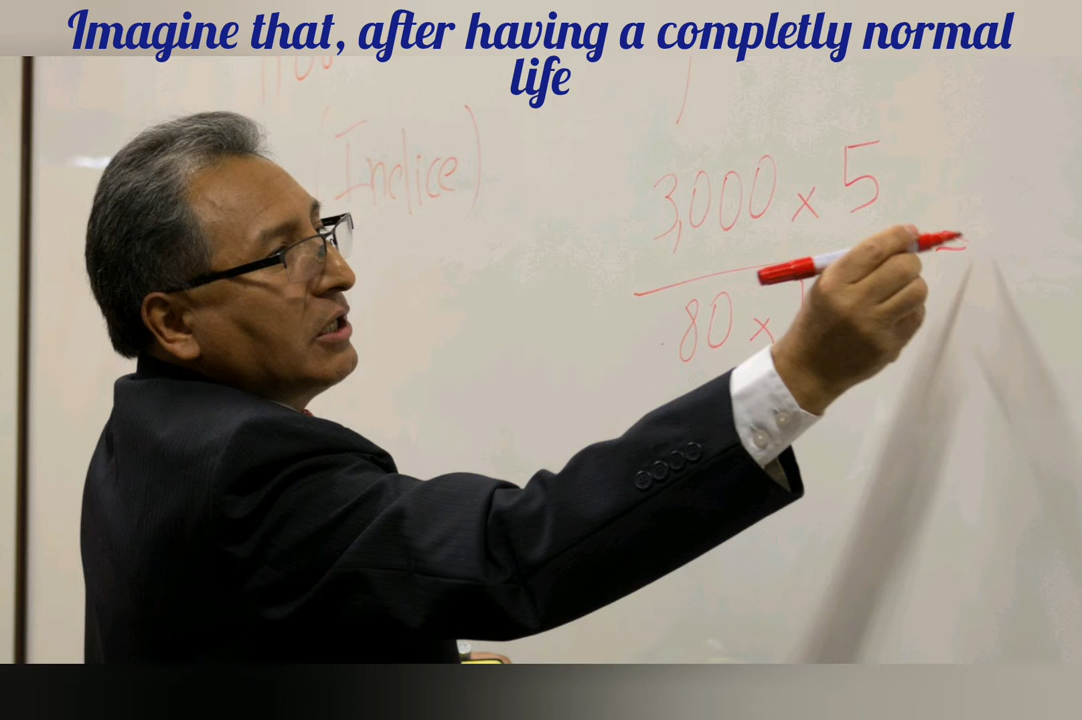 Imagine that, after having a completly normal
life
(Indice)
3,000 x 5
80 x